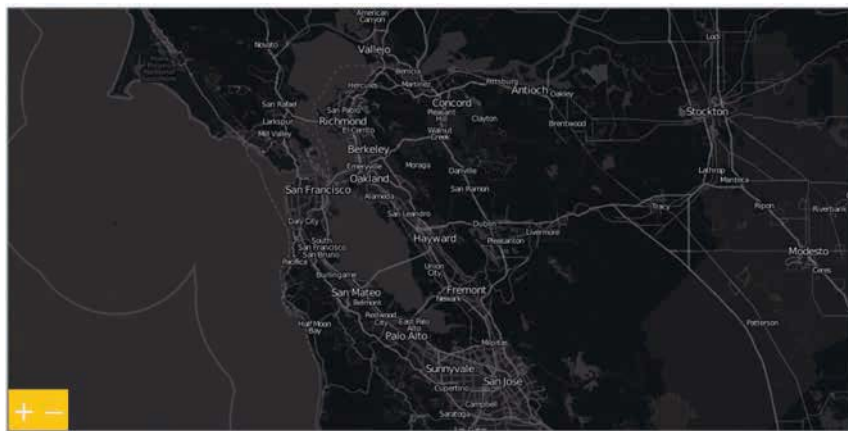 American
Canyon
Lodi
Novato
Vallejo
Benicia
Hercules
Martinez
Pittsburg
Antioch
Oakley
San Rafael
San Pablo
Concord
Stockton
Larkspur
Richmond
Pleasant
Hill
Clayton
Brentwood
Mill Valley
El Cerrito
Walnut
Creek
Berkeley
Emeryville
Moraga
Danville
Lathrop
Oakland
Manteca
San Francisco
San Ramon
Alameda
Tracy
Ripon
Riverbank
San Leandro
Daly City
Dublin
Livermore
South
San Francisco
Hayward
Pleasanton
San Bruno
Modesto
Pacifica
Union
City
Ceres
Burlingame
San Mateo
Fremont
Belmont
Newark
Redwood
City
East Palo
Alto
Half Moon
Bay
Patterson
Palo Alto
Milpitas
Sunnyvale
San Jose
Cupertino
Campbell
Saratoga
+ −